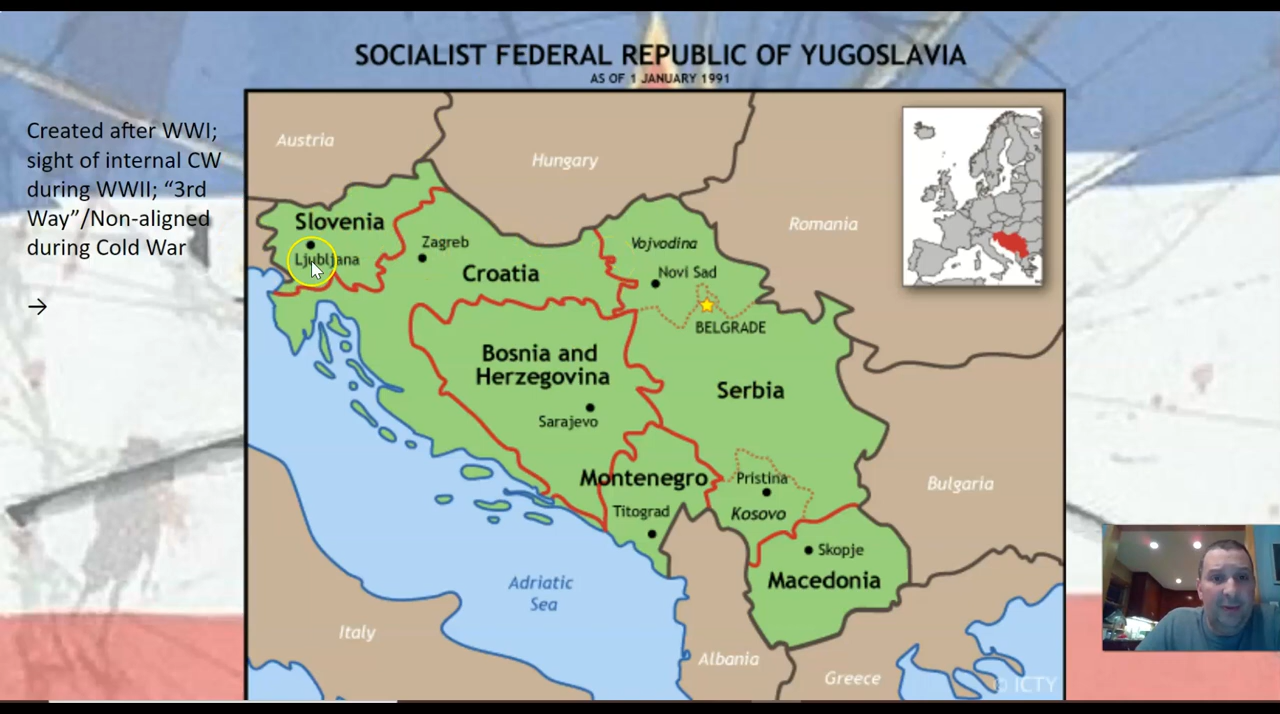 SOCIALIST FEDERAL REPUBLIC OF YUGOSLAVIA
AS OF 1 JANUARY 1991
Created after WWI;
sight of internal CW
during WWII; “3rd
Way”/Non-aligned
during Cold War
→
Austria
Hungary
Romania
Slovenia
Ljubljana
Zagreb
Croatia
Vojvodina
Novi Sad
BELGRADE
Bosnia and
Herzegovina
Sarajevo
Serbia
Montenegro
Titograd
Pristina
Kosovo
Bulgaria
Skopje
Macedonia
Adriatic
Sea
Italy
Albania
Greece
© ICTY